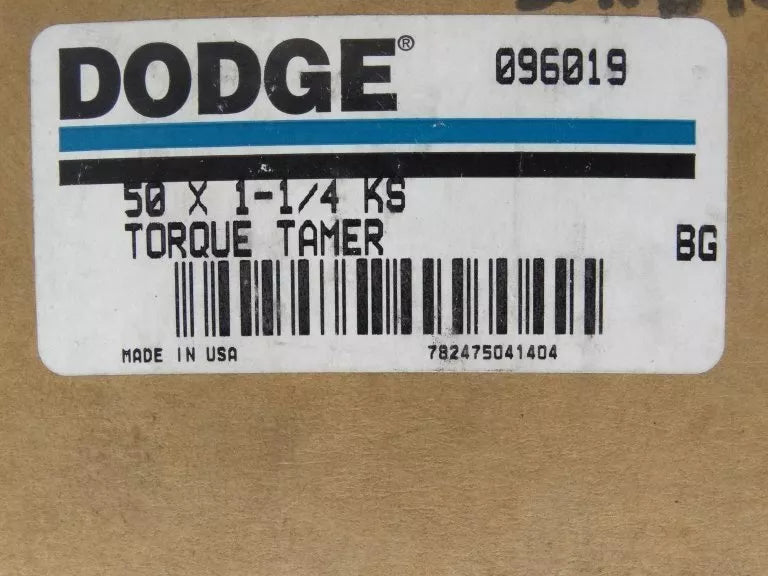 DODGE® 096019
50 X 1-1/4 KS
TORQUE TAMER BG
MADE IN USA 782475041404